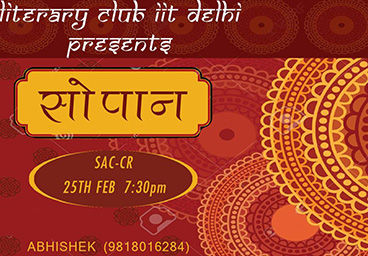 literary club iit delhi
presents
सोपान
SAC-CR
25TH FEB 7:30pm
ABHISHEK (9818016284)